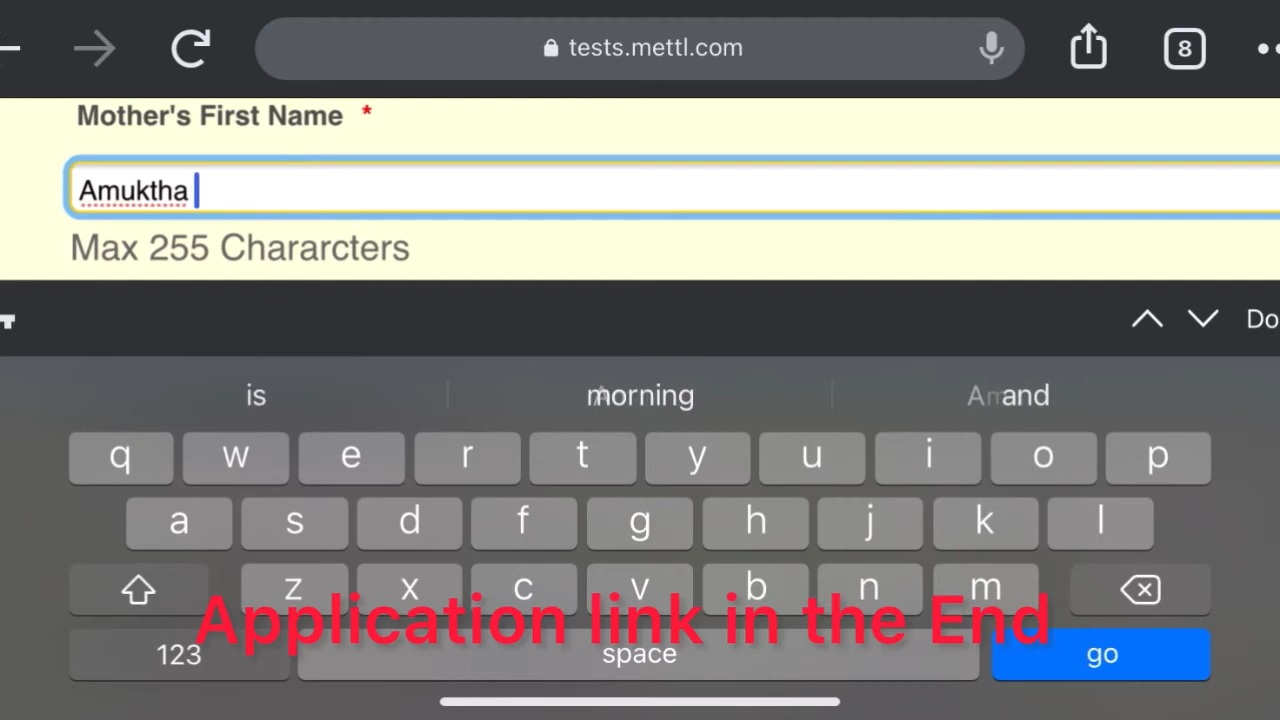 tests.mettl.com
8
Mother's First Name *
Amuktha
Max 255 Chararcters
Do
is morning and
q w e r t y u i o p
a s d f g h j k l
z x c v b n m
Application link in the End
123 space go